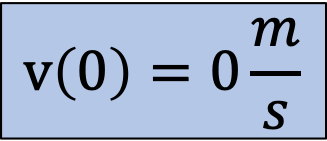 v(0) = 0 m/s